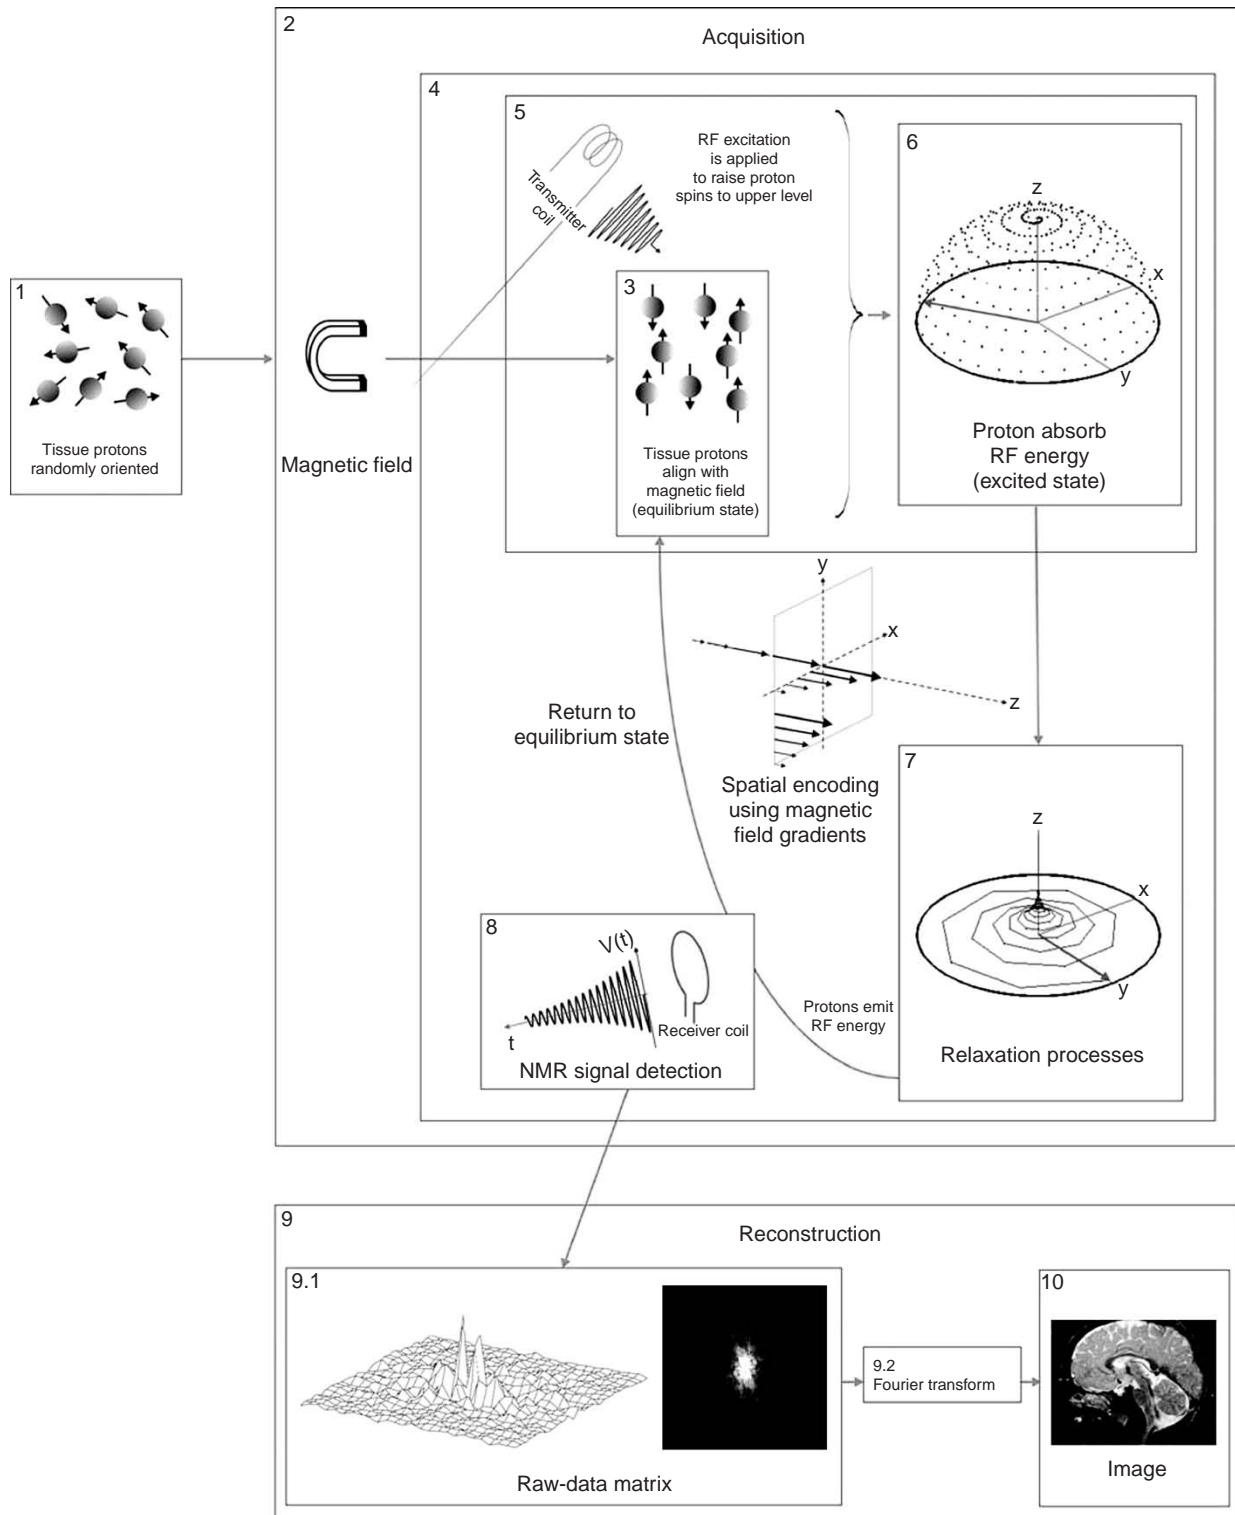 2
Acquisition
4
5
RF excitation
is applied
to raise proton
spins to upper level
Transmitter
coil
6
z
x
y
Proton absorb
RF energy
(excited state)
1
Tissue protons
randomly oriented
Magnetic field
3
Tissue protons
align with
magnetic field
(equilibrium state)
y
x
z
Spatial encoding
using magnetic
field gradients
Return to
equilibrium state
7
z
x
y
Relaxation processes
Protons emit
RF energy
8
V(t)
t
Receiver coil
NMR signal detection
9
Reconstruction
9.1
Raw-data matrix
9.2
Fourier transform
10
Image